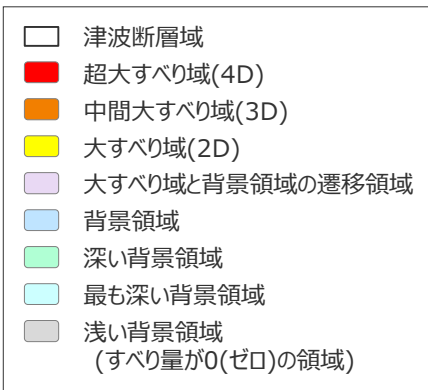 津波断層域
超大すべり域(4D)
中間大すべり域(3D)
大すべり域(2D)
大すべり域と背景領域の遷移領域
背景領域
深い背景領域
最も深い背景領域
浅い背景領域
(すべり量が0(ゼロ)の領域)